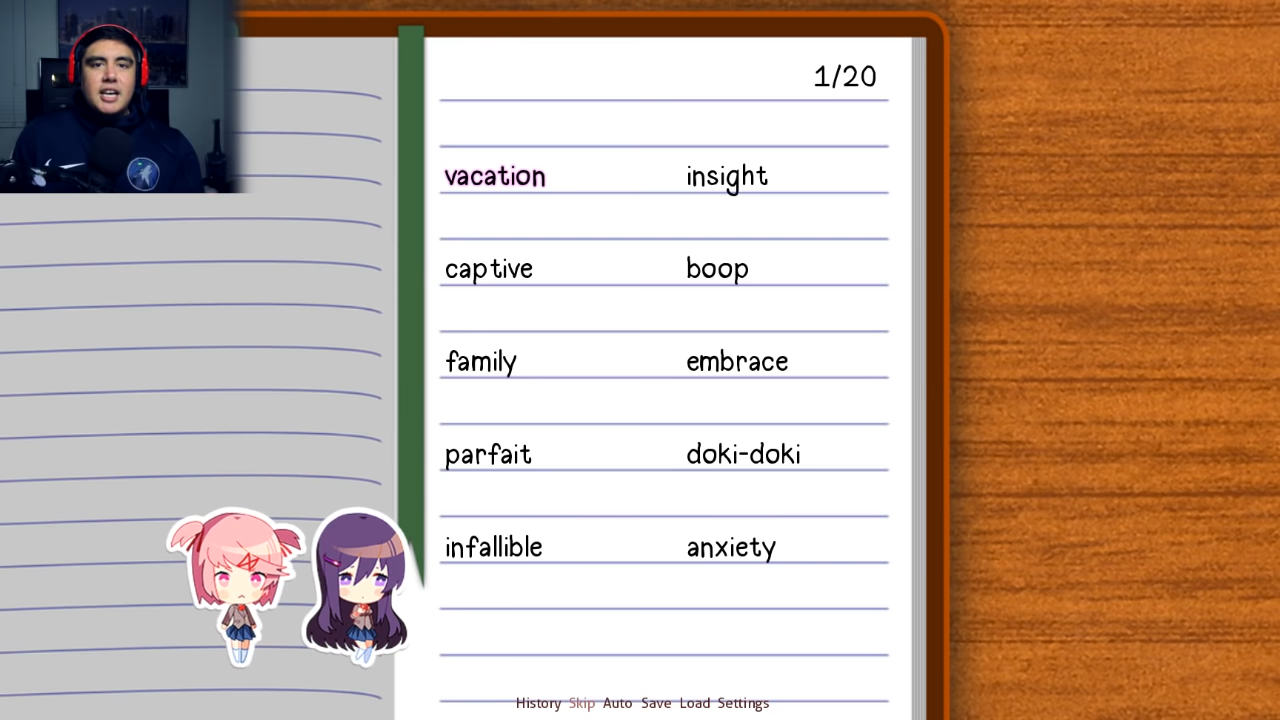 1/20
vacation insight
captive boop
family embrace
parfait doki-doki
infallible anxiety
History Skip Auto Save Load Settings